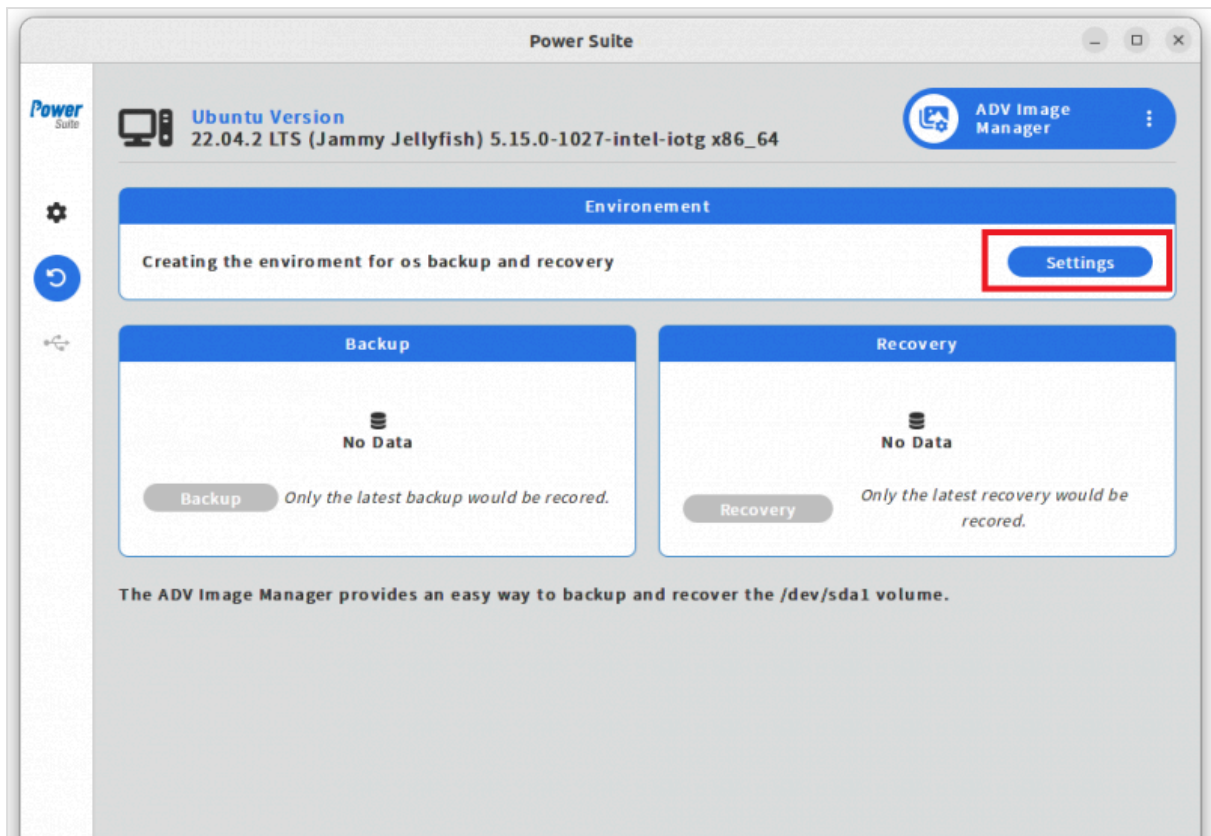 Power Suite
Power
Suite
Ubuntu Version
22.04.2 LTS (Jammy Jellyfish) 5.15.0-1027-intel-iotg x86_64
ADV Image
Manager
Environement
Creating the enviroment for os backup and recovery
Settings
Backup
No Data
Backup
Only the latest backup would be recored.
Recovery
No Data
Recovery
Only the latest recovery would be
recored.
The ADV Image Manager provides an easy way to backup and recover the /dev/sda1 volume.